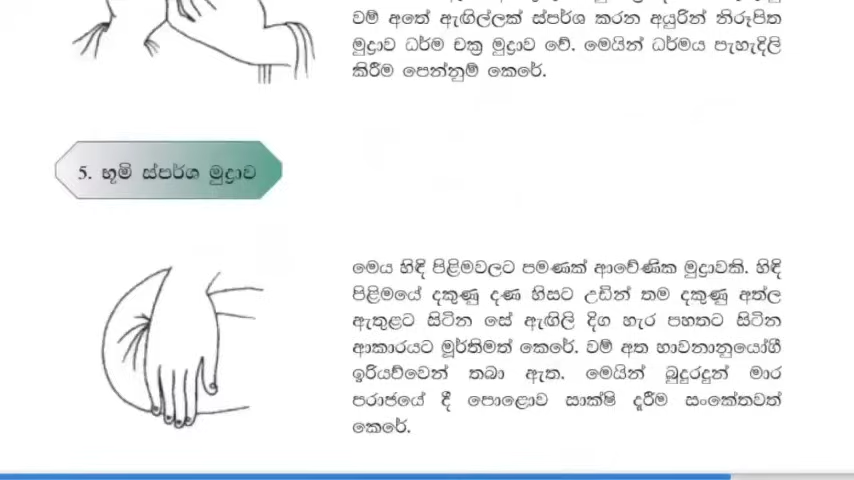 වම් අතේ ඇඟිල්ලක් ස්පර්ශ කරන අයුරින් නිරූපිත
මුද්‍රාව ධර්ම චක්‍ර මුද්‍රාව වේ. මෙයින් ධර්මය පැහැදිලි
කිරීම පෙන්නුම් කෙරේ.
5. භූමි ස්පර්ශ මුද්‍රාව
මෙය හිඳි පිළිමවලට පමණක් ආවේණික මුද්‍රාවකි. හිඳි
පිළිමයේ දකුණු දණ හිසට උඩින් තම දකුණු අත්ල
ඇතුළට සිටින සේ ඇඟිලි දිග හැර පහතට සිටින
ආකාරයට මූර්තිමත් කෙරේ. වම් අත භාවනානුයෝගී
ඉරියව්වෙන් තබා ඇත. මෙයින් බුදුරදුන් මාර
පරාජයේ දී පොළොව සාක්ෂි දැරීම සංකේතවත්
කෙරේ.